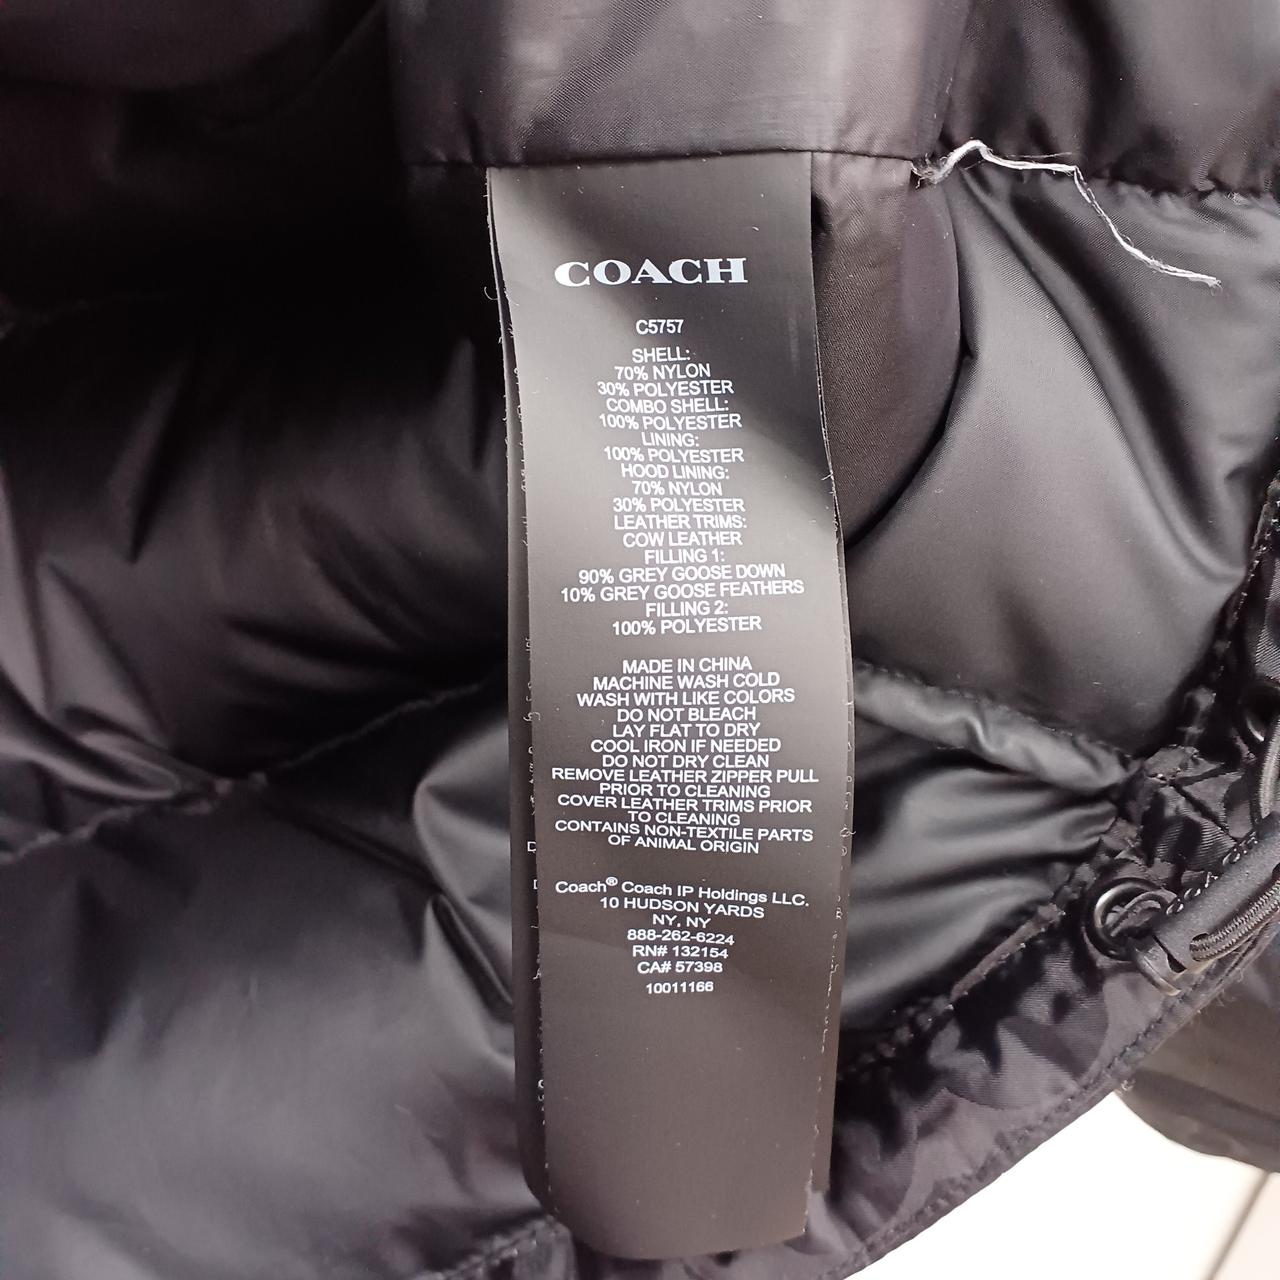 COACH
C5757
SHELL:
70% NYLON
30% POLYESTER
COMBO SHELL:
100% POLYESTER
LINING:
100% POLYESTER
HOOD LINING:
70% NYLON
30% POLYESTER
LEATHER TRIMS:
COW LEATHER
FILLING 1:
90% GREY GOOSE DOWN
10% GREY GOOSE FEATHERS
FILLING 2:
100% POLYESTER
MADE IN CHINA
MACHINE WASH COLD
WASH WITH LIKE COLORS
DO NOT BLEACH
LAY FLAT TO DRY
COOL IRON IF NEEDED
DO NOT DRY CLEAN
REMOVE LEATHER ZIPPER PULL
PRIOR TO CLEANING
COVER LEATHER TRIMS PRIOR
TO CLEANING
CONTAINS NON-TEXTILE PARTS
OF ANIMAL ORIGIN
Coach® Coach IP Holdings LLC.
10 HUDSON YARDS
NY, NY
888-262-6224
RN# 132154
CA# 57398
10011166